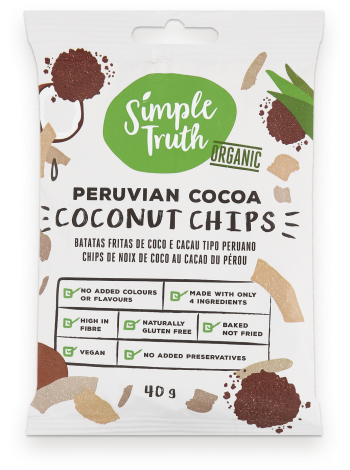 Simple
Truth
ORGANIC
PERUVIAN COCOA
COCONUT CHIPS
BATATAS FRITAS DE COCO E CACAU TIPO PERUANO
CHIPS DE NOIX DE COCO AU CACAO DU PÉROU
NO ADDED COLOURS
OR FLAVOURS
MADE WITH ONLY
4 INGREDIENTS
HIGH IN
FIBRE
NATURALLY
GLUTEN FREE
BAKED
NOT FRIED
VEGAN
NO ADDED PRESERVATIVES
40 g